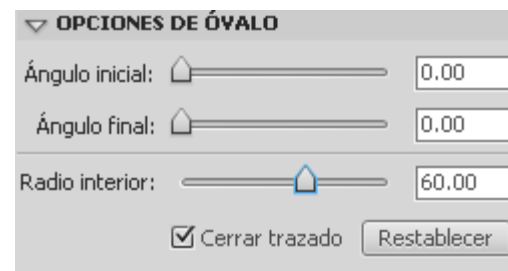 OPCIONES DE ÓVALO
Ángulo inicial: 0.00
Ángulo final: 0.00
Radio interior: 60.00
Cerrar trazado Restablecer